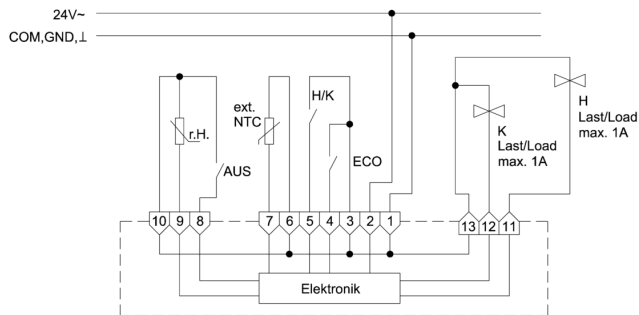 24V~
COM,GND,⊥
H/K
ext.
NTC
r.H.
AUS
ECO
H
Last/Load
max. 1A
K
Last/Load
max. 1A
10 9 8 7 6 5 4 3 2 1 13 12 11
Elektronik